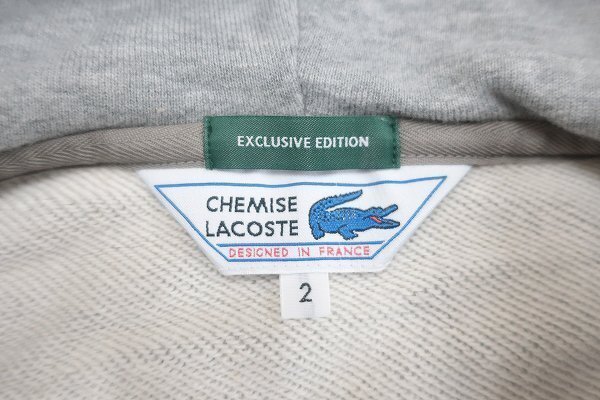 EXCLUSIVE EDITION
CHEMISE
LACOSTE
DESIGNED IN FRANCE
2